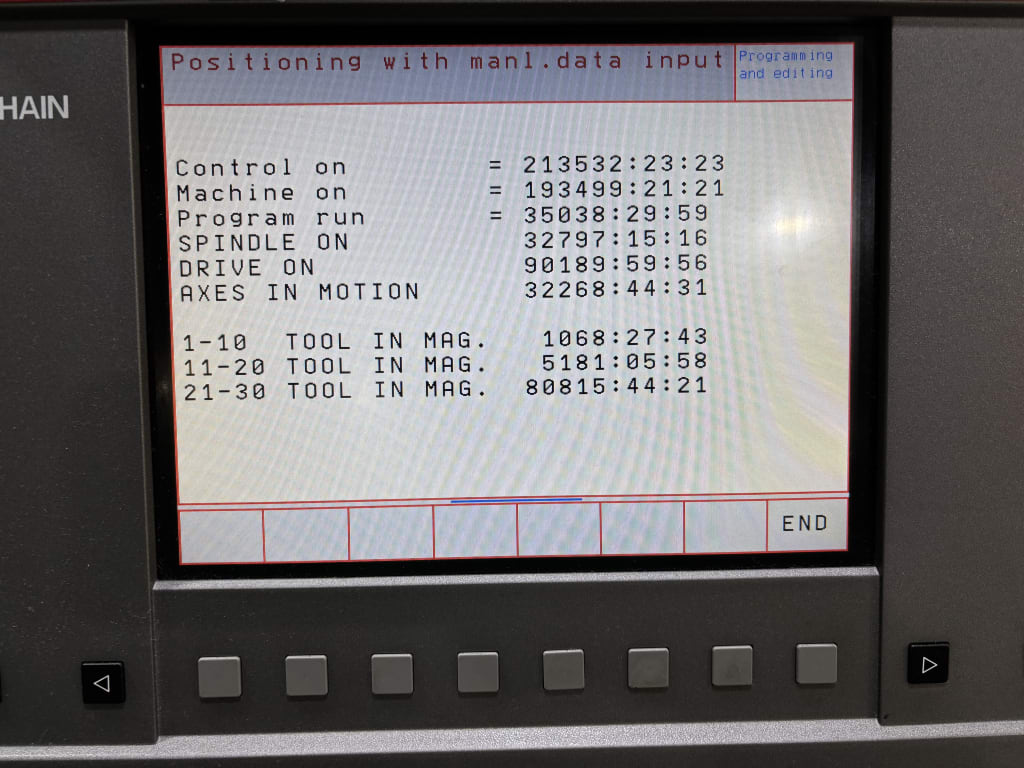 Positioning with manl.data input
Programming
and editing
HAIN
Control on = 213532:23:23
Machine on = 193499:21:21
Program run = 35038:29:59
SPINDLE ON 32797:15:16
DRIVE ON 90189:59:56
AXES IN MOTION 32268:44:31
1-10 TOOL IN MAG. 1068:27:43
11-20 TOOL IN MAG. 5181:05:58
21-30 TOOL IN MAG. 80815:44:21
END